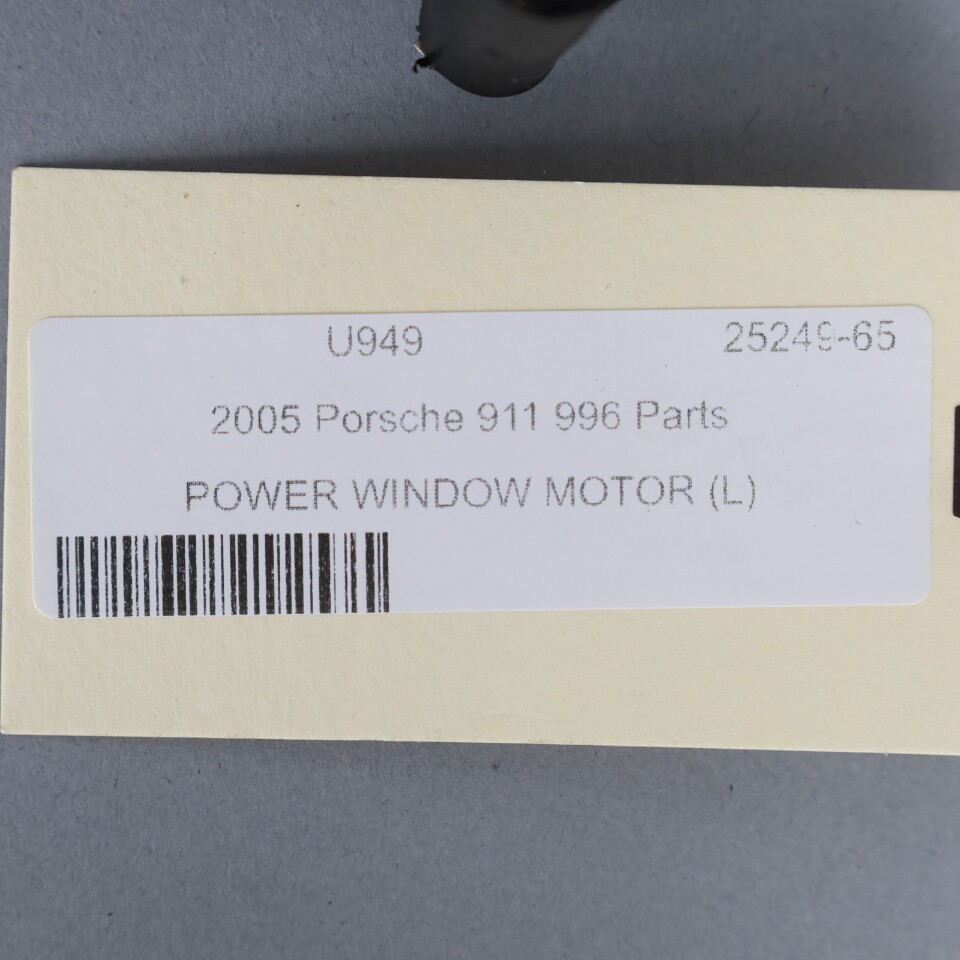 U949 25249-65
2005 Porsche 911 996 Parts
POWER WINDOW MOTOR (L)